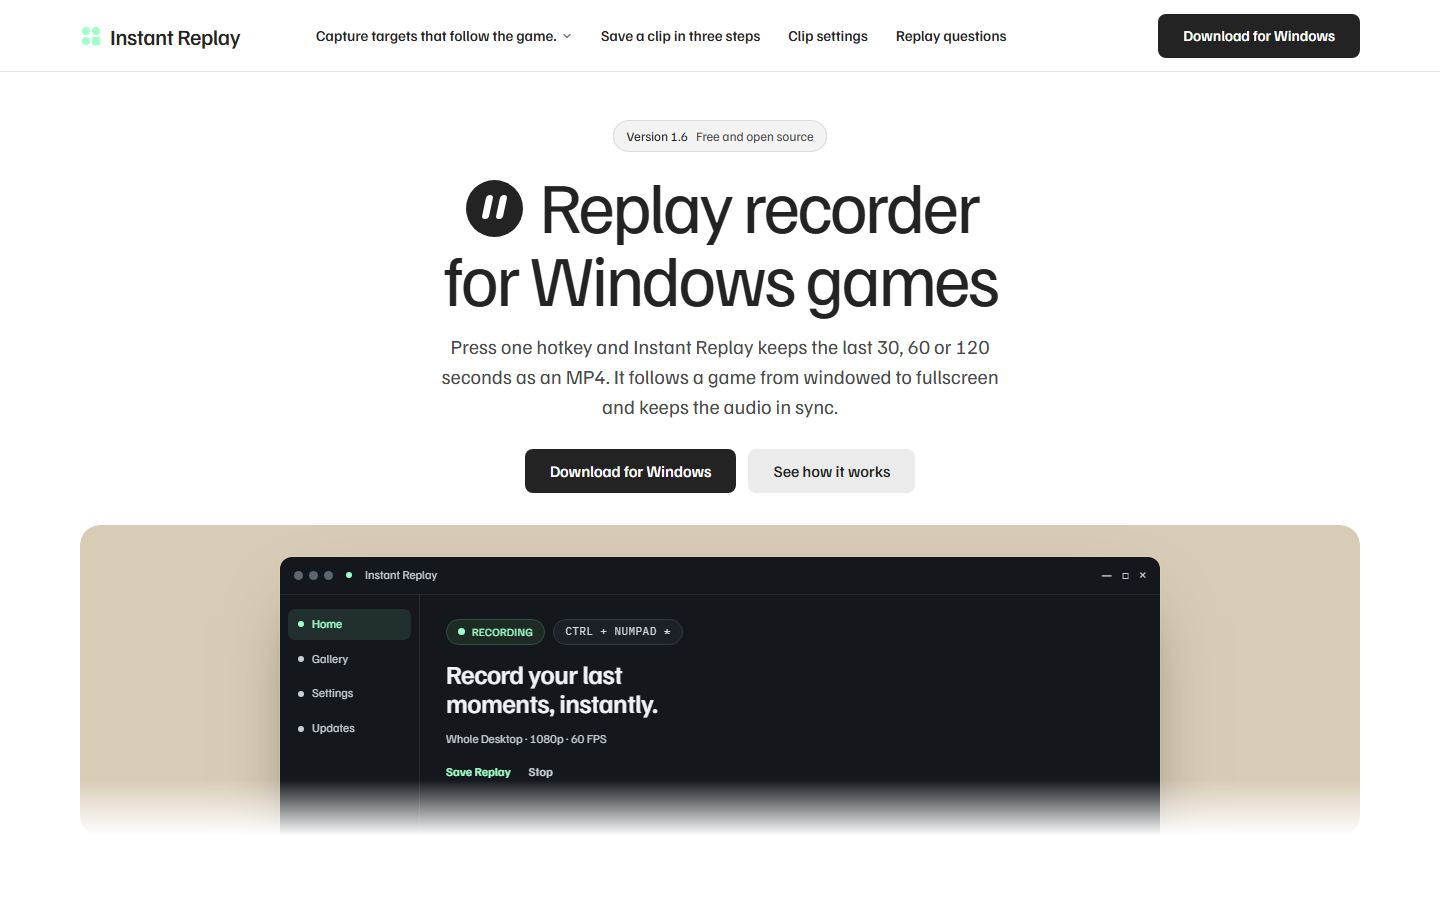 Instant Replay
Capture targets that follow the game.
Save a clip in three steps
Clip settings
Replay questions
Download for Windows
Version 1.6 Free and open source
Replay recorder
for Windows games
Press one hotkey and Instant Replay keeps the last 30, 60 or 120
seconds as an MP4. It follows a game from windowed to fullscreen
and keeps the audio in sync.
Download for Windows
See how it works
Instant Replay
Home
Gallery
Settings
Updates
RECORDING
CTRL + NUMPAD *
Record your last
moments, instantly.
Whole Desktop · 1080p · 60 FPS
Save Replay
Stop